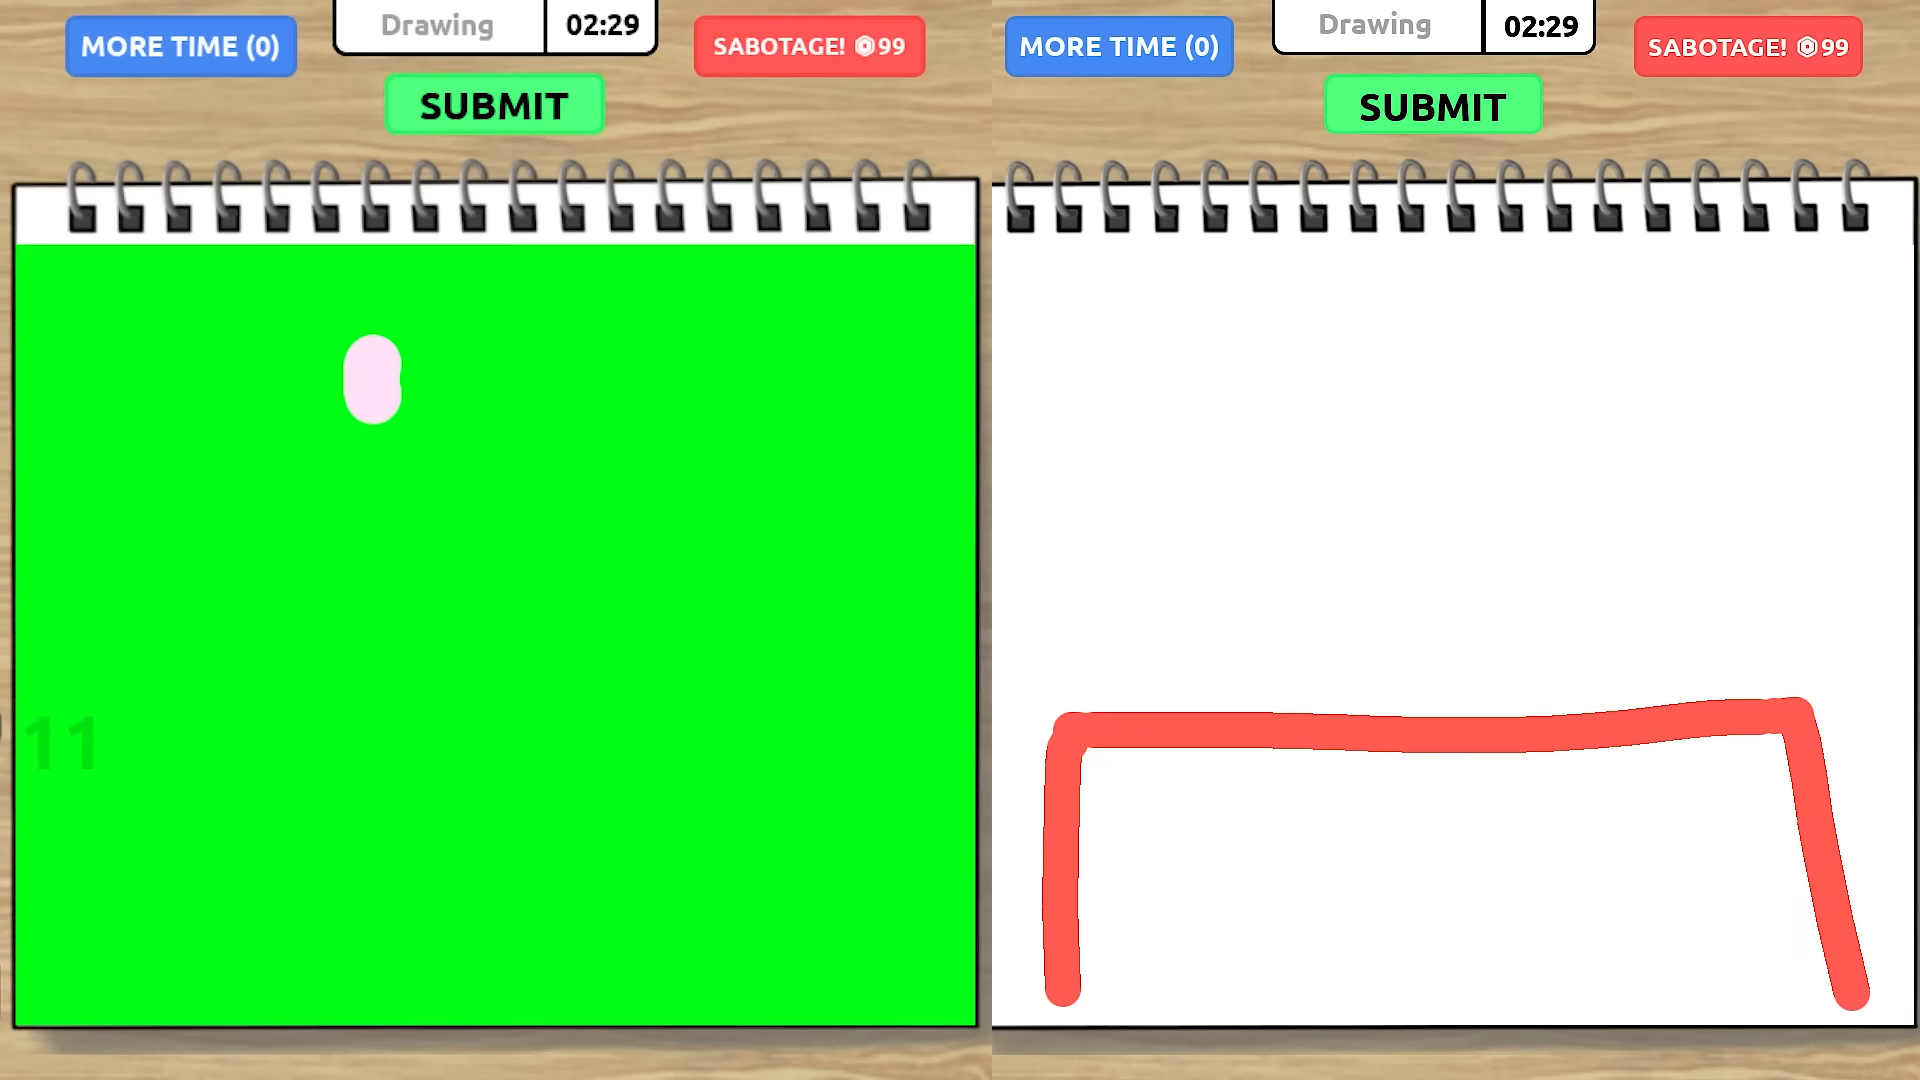 MORE TIME (0)
Drawing
02:29
SABOTAGE! 99
SUBMIT
11
MORE TIME (0)
Drawing
02:29
SABOTAGE! 99
SUBMIT